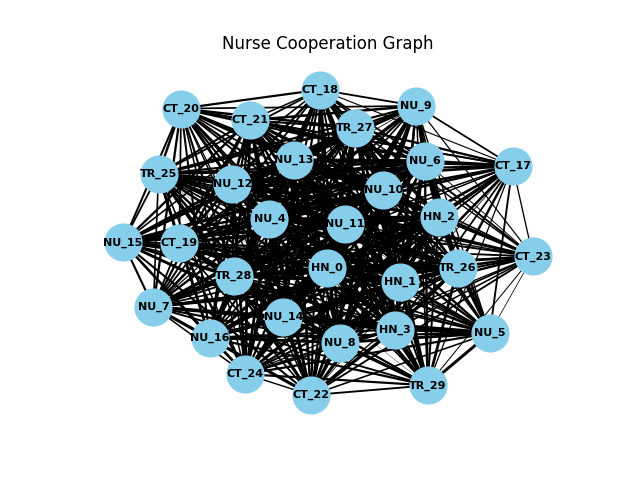 Nurse Cooperation Graph
CT_18
NU_9
CT_20
CT_21
TR_27
NU_13
NU_6
CT_17
TR_25
NU_12
NU_10
NU_4
NU_11
HN_2
NU_15
CT_19
CT_23
HN_0
TR_26
TR_28
HN_1
NU_7
NU_14
HN_3
NU_5
NU_16
NU_8
CT_24
TR_29
CT_22